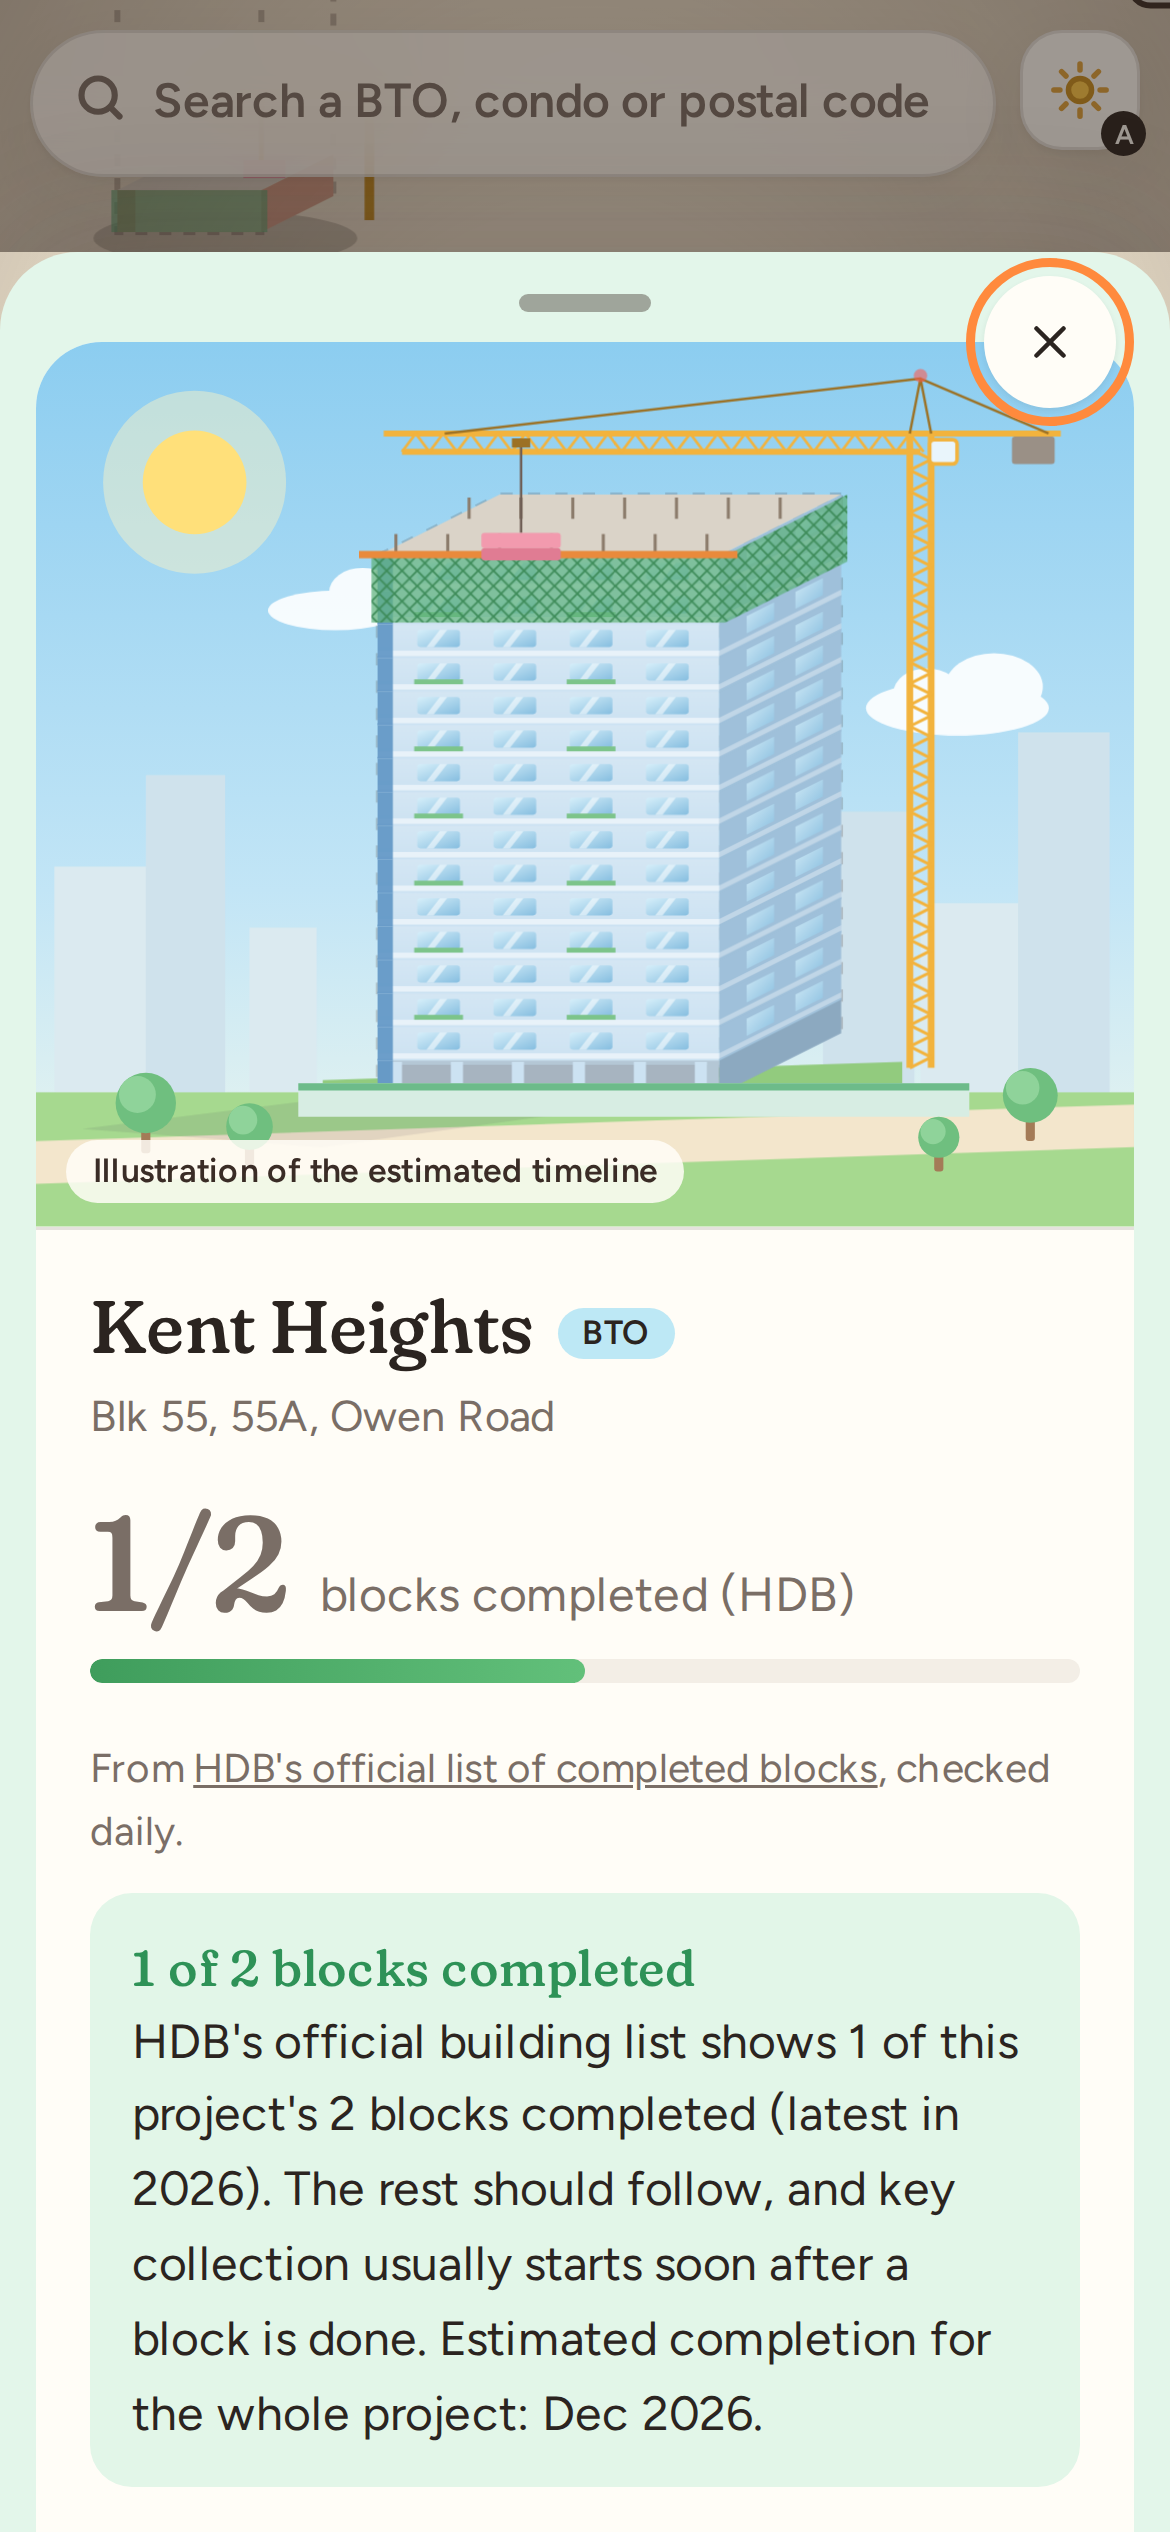 Search a BTO, condo or postal code
A
Illustration of the estimated timeline
Kent Heights
BTO
Blk 55, 55A, Owen Road
1/2 blocks completed (HDB)
From HDB's official list of completed blocks, checked
daily.
1 of 2 blocks completed
HDB's official building list shows 1 of this
project's 2 blocks completed (latest in
2026). The rest should follow, and key
collection usually starts soon after a
block is done. Estimated completion for
the whole project: Dec 2026.